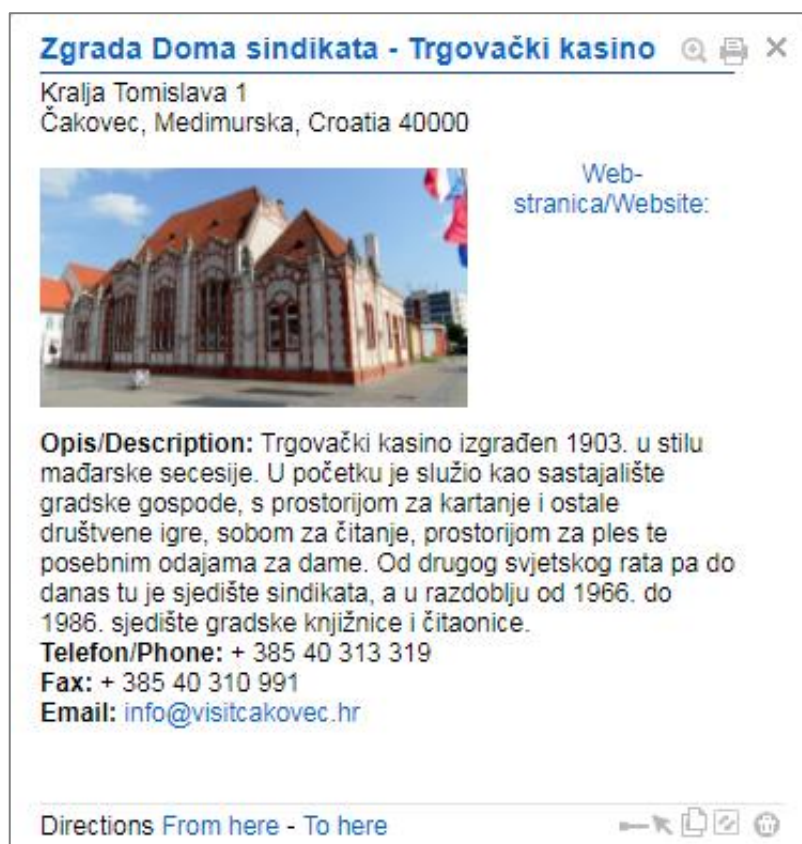 Zgrada Doma sindikata - Trgovački kasino
Kralja Tomislava 1
Čakovec, Medimurska, Croatia 40000
Web-
stranica/Website:
Opis/Description: Trgovački kasino izgrađen 1903. u stilu
mađarske secesije. U početku je služio kao sastajalište
gradske gospode, s prostorijom za kartanje i ostale
društvene igre, sobom za čitanje, prostorijom za ples te
posebnim odajama za dame. Od drugog svjetskog rata pa do
danas tu je sjedište sindikata, a u razdoblju od 1966. do
1986. sjedište gradske knjižnice i čitaonice.
Telefon/Phone: + 385 40 313 319
Fax: + 385 40 310 991
Email: info@visitcakovec.hr
Directions From here - To here